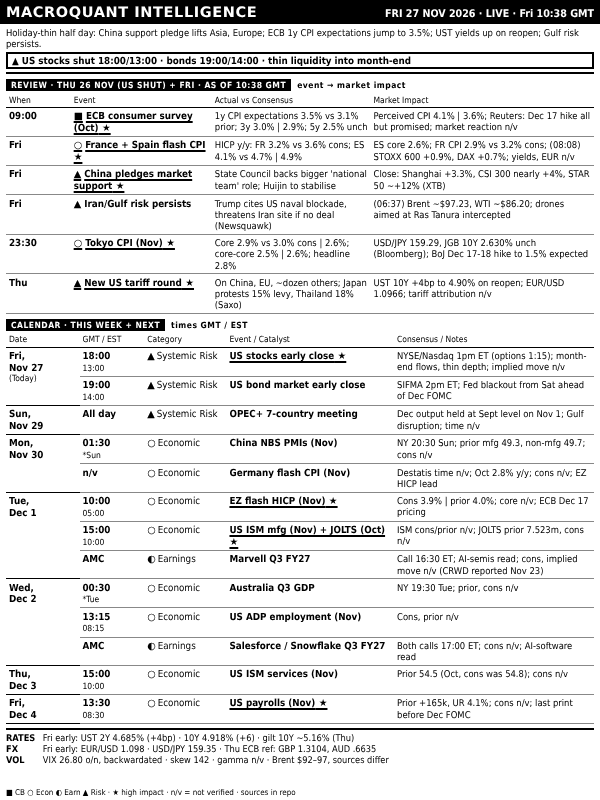 MACROQUANT INTELLIGENCE FRI 27 NOV 2026 · LIVE · Fri 10:38 GMT
Holiday-thin half day: China support pledge lifts Asia, Europe; ECB 1y CPI expectations jump to 3.5%; UST yields up on reopen; Gulf risk
persists.
▲ US stocks shut 18:00/13:00 · bonds 19:00/14:00 · thin liquidity into month-end
REVIEW · THU 26 NOV (US SHUT) + FRI · AS OF 10:38 GMT event → market impact
When Event Actual vs Consensus Market Impact
09:00 ■ ECB consumer survey 1y CPI expectations 3.5% vs 3.1% Perceived CPI 4.1% | 3.6%; Reuters: Dec 17 hike all
(Oct) ★ prior; 3y 3.0% | 2.9%; 5y 2.5% unch but promised; market reaction n/v
Fri ○ France + Spain flash CPI HICP y/y: FR 3.2% vs 3.6% cons; ES ES core 2.6%; FR CPI 2.9% vs 3.2% cons; (08:08)
★ 4.1% vs 4.7% | 4.9% STOXX 600 +0.9%, DAX +0.7%; yields, EUR n/v
Fri ▲ China pledges market State Council backs bigger 'national Close: Shanghai +3.3%, CSI 300 nearly +4%, STAR
support ★ team' role; Huijin to stabilise 50 ~+12% (XTB)
Fri ▲ Iran/Gulf risk persists Trump cites US naval blockade, (06:37) Brent ~$97.23, WTI ~$86.20; drones
threatens Iran site if no deal aimed at Ras Tanura intercepted
(Newsquawk)
23:30 ○ Tokyo CPI (Nov) ★ Core 2.9% vs 3.0% cons | 2.6%; USD/JPY 159.29, JGB 10Y 2.630% unch
core-core 2.5% | 2.6%; headline (Bloomberg); BoJ Dec 17-18 hike to 1.5% expected
2.8%
Thu ▲ New US tariff round ★ On China, EU, ~dozen others; Japan UST 10Y +4bp to 4.90% on reopen; EUR/USD
protests 15% levy, Thailand 18% 1.0966; tariff attribution n/v
(Saxo)
CALENDAR · THIS WEEK + NEXT times GMT / EST
Date GMT / EST Category Event / Catalyst Consensus / Notes
Fri, 18:00 ▲ Systemic Risk US stocks early close ★ NYSE/Nasdaq 1pm ET (options 1:15); month-
Nov 27 13:00 end flows, thin depth; implied move n/v
(Today)
19:00 ▲ Systemic Risk US bond market early close SIFMA 2pm ET; Fed blackout from Sat ahead
14:00 of Dec FOMC
Sun, All day ▲ Systemic Risk OPEC+ 7-country meeting Dec output held at Sept level on Nov 1; Gulf
Nov 29 disruption; time n/v
Mon, 01:30 ○ Economic China NBS PMIs (Nov) NY 20:30 Sun; prior mfg 49.3, non-mfg 49.7;
Nov 30 *Sun cons n/v
n/v ○ Economic Germany flash CPI (Nov) Destatis time n/v; Oct 2.8% y/y; cons n/v; EZ
HICP lead
Tue, 10:00 ○ Economic EZ flash HICP (Nov) ★ Cons 3.9% | prior 4.0%; core n/v; ECB Dec 17
Dec 1 05:00 pricing
15:00 ○ Economic US ISM mfg (Nov) + JOLTS (Oct) ISM cons/prior n/v; JOLTS prior 7.523m, cons
10:00 ★ n/v
AMC ◐ Earnings Marvell Q3 FY27 Call 16:30 ET; AI-semis read; cons, implied
move n/v (CRWD reported Nov 23)
Wed, 00:30 ○ Economic Australia Q3 GDP NY 19:30 Tue; prior, cons n/v
Dec 2 *Tue
13:15 ○ Economic US ADP employment (Nov) Cons, prior n/v
08:15
AMC ◐ Earnings Salesforce / Snowflake Q3 FY27 Both calls 17:00 ET; cons n/v; AI-software
read
Thu, 15:00 ○ Economic US ISM services (Nov) Prior 54.5 (Oct, cons was 54.8); cons n/v
Dec 3 10:00
Fri, 13:30 ○ Economic US payrolls (Nov) ★ Prior +165k, UR 4.1%; cons n/v; last print
Dec 4 08:30 before Dec FOMC
RATES Fri early: UST 2Y 4.685% (+4bp) · 10Y 4.918% (+6) · gilt 10Y ~5.16% (Thu)
FX Fri early: EUR/USD 1.098 · USD/JPY 159.35 · Thu ECB ref: GBP 1.3104, AUD .6635
VOL VIX 26.80 o/n, backwardated · skew 142 · gamma n/v · Brent $92–97, sources differ
■ CB ○ Econ ◐ Earn ▲ Risk · ★ high impact · n/v = not verified · sources in repo